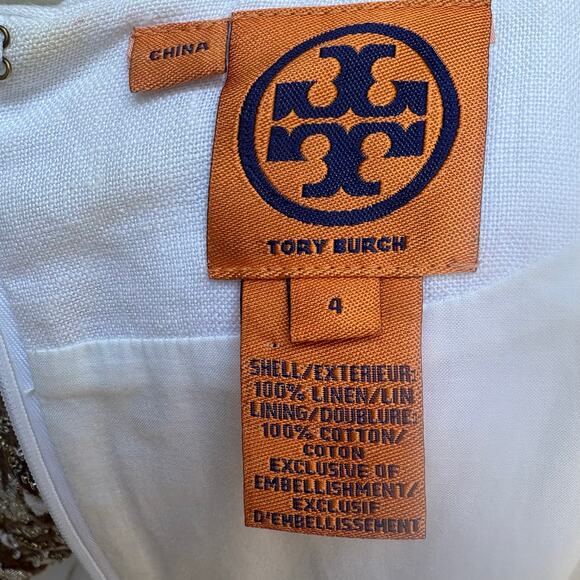 CHINA
TORY BURCH
4
SHELL/EXTERIEUR:
100% LINEN/LIN
LINING/DOUBLURE:
100% COTTON/
COTON
EXCLUSIVE OF
EMBELLISHMENT/
EXCLUSIF
D'EMBELLISSEMENT